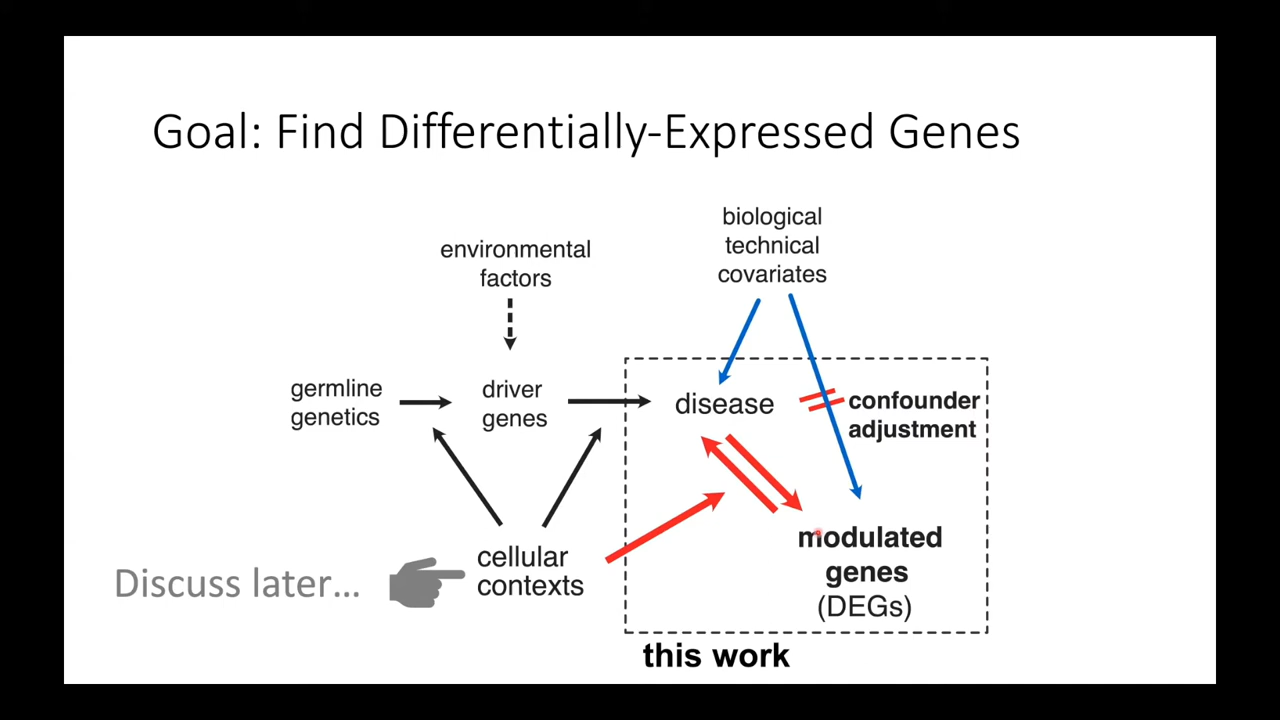 Goal: Find Differentially-Expressed Genes
biological
technical
covariates
environmental
factors
germline
genetics
driver
genes
disease
confounder
adjustment
modulated
genes
(DEGs)
cellular
contexts
Discuss later...
this work